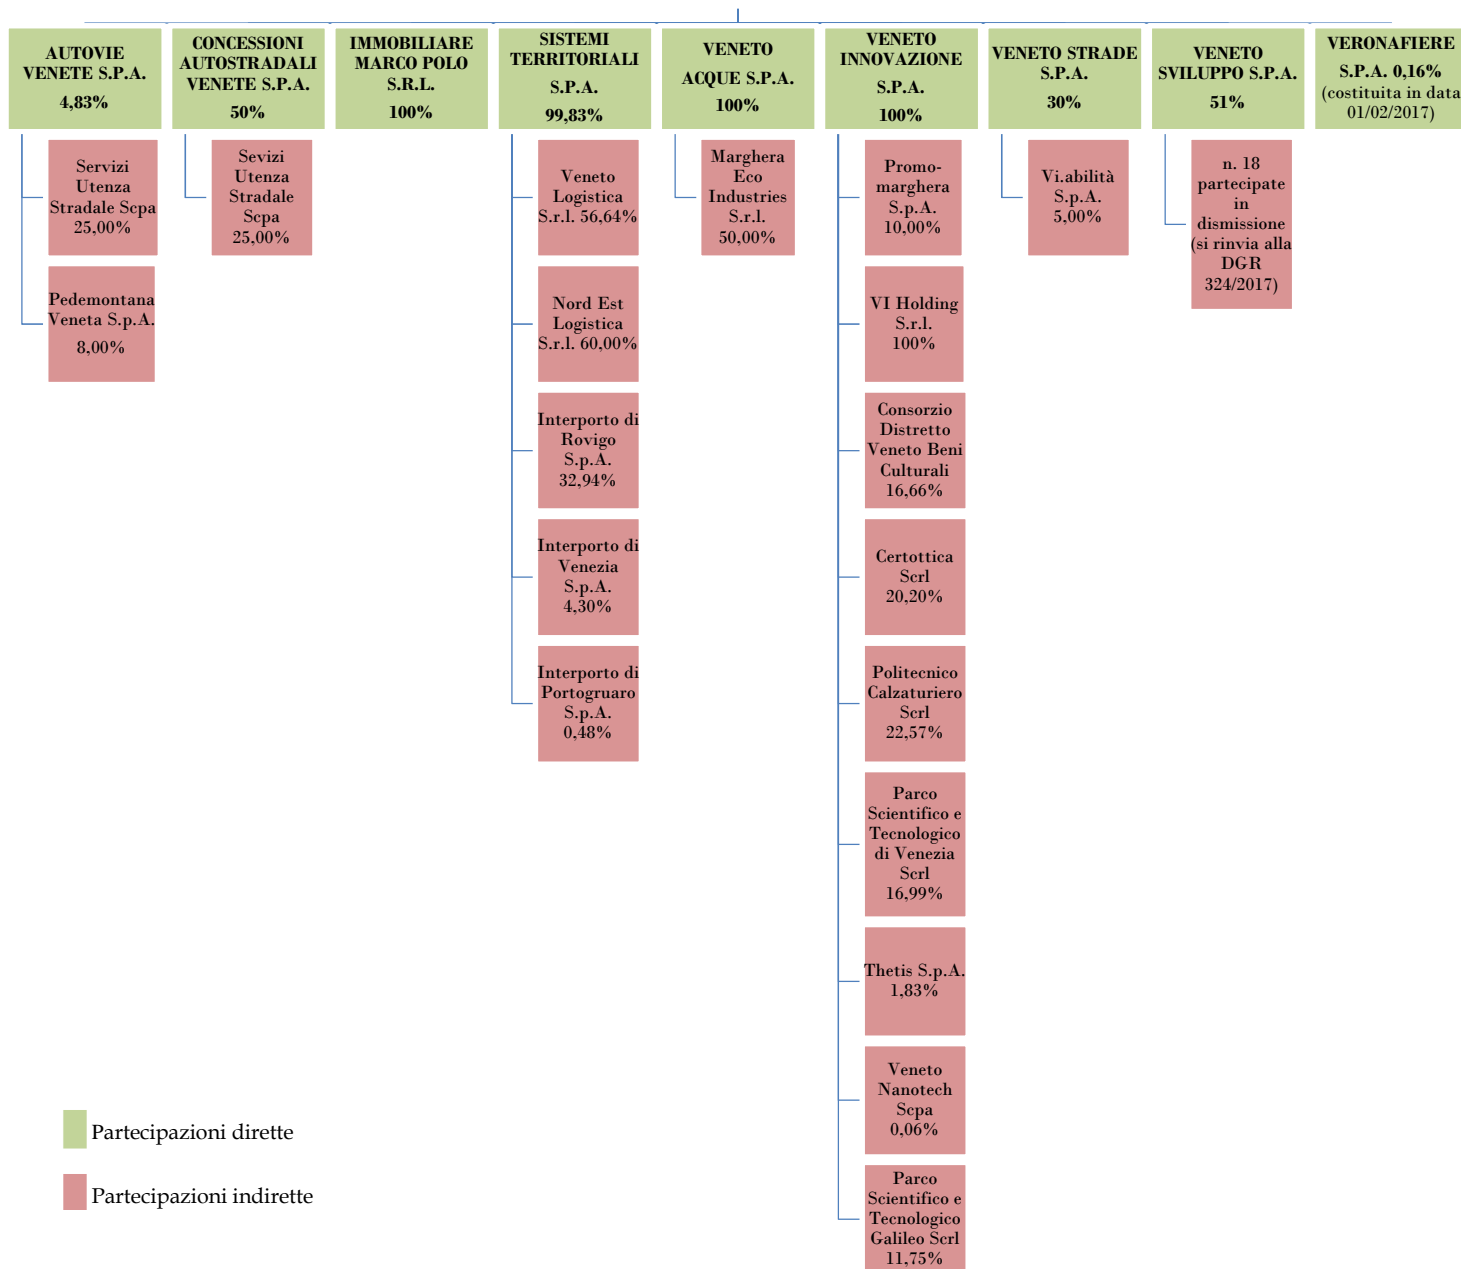 AUTOVIE
VENETE S.P.A.
4,83%
CONCESSIONI
AUTOSTRADALI
VENETE S.P.A.
50%
IMMOBILIARE
MARCO POLO
S.R.L.
100%
SISTEMI
TERRITORIALI
S.P.A.
99,83%
VENETO
ACQUE S.P.A.
100%
VENETO
INNOVAZIONE
S.P.A.
100%
VENETO STRADE
S.P.A.
30%
VENETO
SVILUPPO S.P.A.
51%
VERONAFIERE
S.P.A. 0,16%
(costituita in data
01/02/2017)
Servizi
Utenza
Stradale Scpa
25,00%
Pedemontana
Veneta S.p.A.
8,00%
Sevizi
Utenza
Stradale
Scpa
25,00%
Veneto
Logistica
S.r.l. 56,64%
Nord Est
Logistica
S.r.l. 60,00%
Interporto di
Rovigo
S.p.A.
32,94%
Interporto di
Venezia
S.p.A.
4,30%
Interporto di
Portogruaro
S.p.A.
0,48%
Marghera
Eco
Industries
S.r.l.
50,00%
Promo-
marghera
S.p.A.
10,00%
VI Holding
S.r.l.
100%
Consorzio
Distretto
Veneto Beni
Culturali
16,66%
Certottica
Scrl
20,20%
Politecnico
Calzaturiero
Scrl
22,57%
Parco
Scientifico e
Tecnologico
di Venezia
Scrl
16,99%
Thetis S.p.A.
1,83%
Veneto
Nanotech
Scpa
0,06%
Parco
Scientifico e
Tecnologico
Galileo Scrl
11,75%
Vi.abilità
S.p.A.
5,00%
n. 18
partecipate
in
dismissione
(si rinvia alla
DGR
324/2017)
Partecipazioni dirette
Partecipazioni indirette